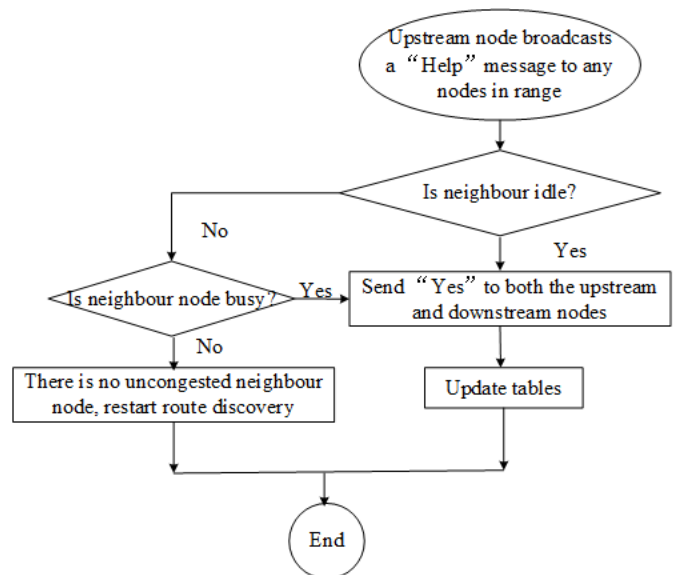 Upstream node broadcasts
a “Help” message to any
nodes in range
Is neighbour idle?
No
Yes
Is neighbour node busy?
Yes
Send “Yes” to both the upstream
and downstream nodes
No
There is no uncongested neighbour
node, restart route discovery
Update tables
End